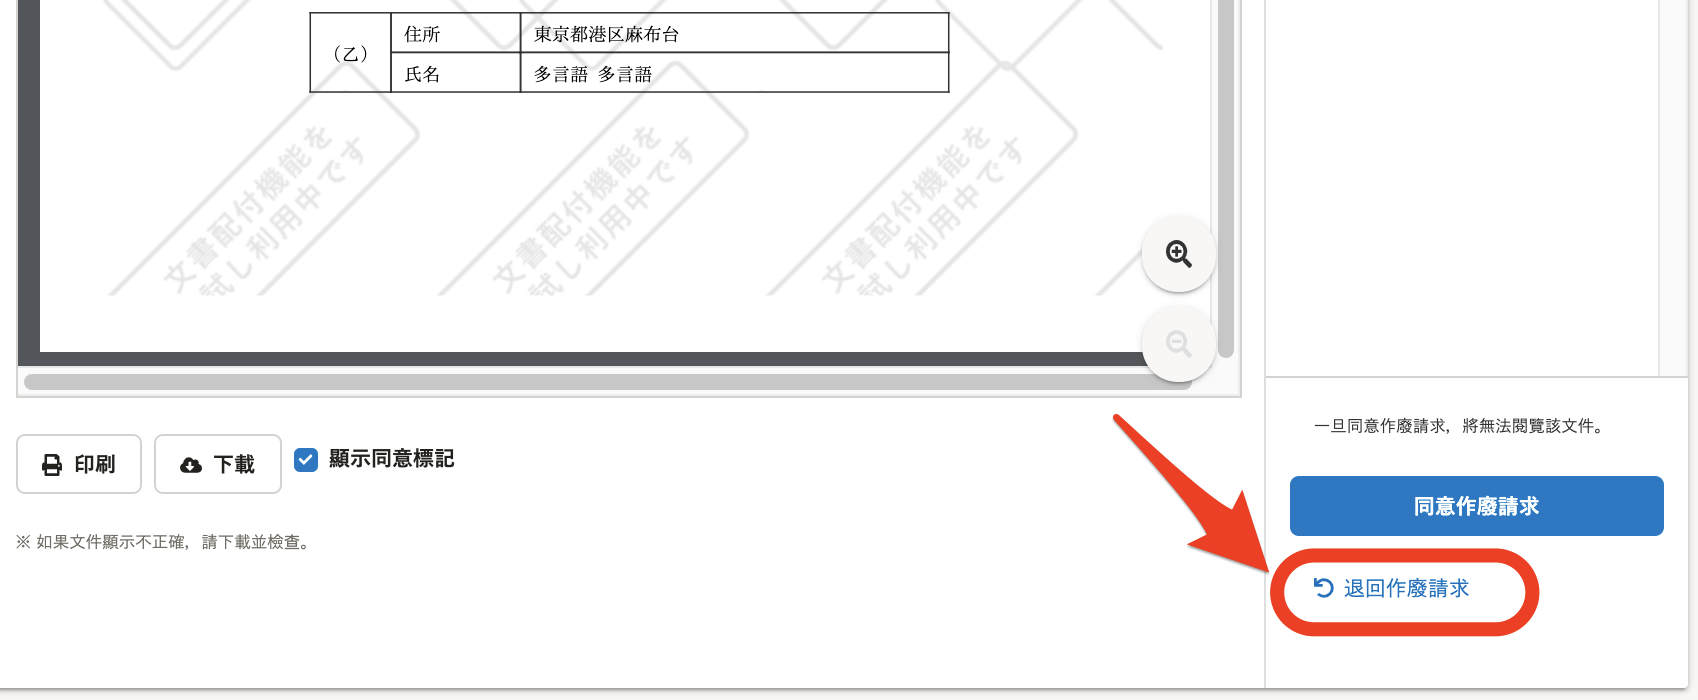 （乙）
住所
東京都港区麻布台
氏名
多言語 多言語
文書配付機能を
試し利用中です
文書配付機能を
試し利用中です
文書配付機能を
試し利用中です
印刷
下載
顯示同意標記
※ 如果文件顯示不正確，請下載並檢查。
一旦同意作廢請求，將無法閱覽該文件。
同意作廢請求
退回作廢請求